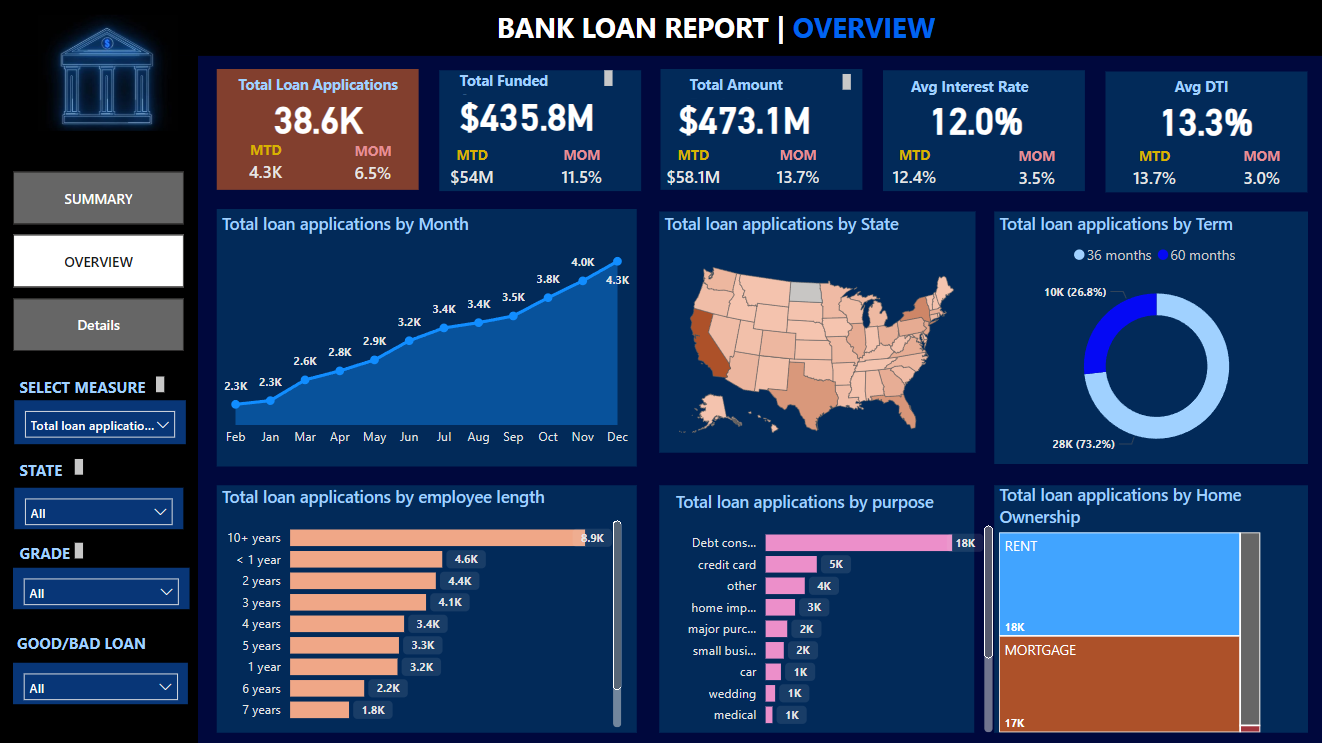 BANK LOAN REPORT | OVERVIEW
$
SUMMARY
OVERVIEW
Details
SELECT MEASURE
Total loan applicatio...
STATE
All
GRADE
All
GOOD/BAD LOAN
All
Total Loan Applications
38.6K
MTD MOM
4.3K 6.5%
Total Funded
$435.8M
MTD MOM
$54M 11.5%
Total Amount
$473.1M
MTD MOM
$58.1M 13.7%
Avg Interest Rate
12.0%
MTD MOM
12.4% 3.5%
Avg DTI
13.3%
MTD MOM
13.7% 3.0%
Total loan applications by Month
2.3K 2.3K 2.6K 2.8K 2.9K 3.2K 3.4K 3.4K 3.5K 3.8K 4.0K 4.3K
Feb Jan Mar Apr May Jun Jul Aug Sep Oct Nov Dec
Total loan applications by State
Total loan applications by Term
36 months 60 months
10K (26.8%)
28K (73.2%)
Total loan applications by employee length
10+ years 8.9K
< 1 year 4.6K
2 years 4.4K
3 years 4.1K
4 years 3.4K
5 years 3.3K
1 year 3.2K
6 years 2.2K
7 years 1.8K
Total loan applications by purpose
Debt cons... 18K
credit card 5K
other 4K
home imp... 3K
major purc... 2K
small busi... 2K
car 1K
wedding 1K
medical 1K
Total loan applications by Home
Ownership
RENT
18K
MORTGAGE
17K